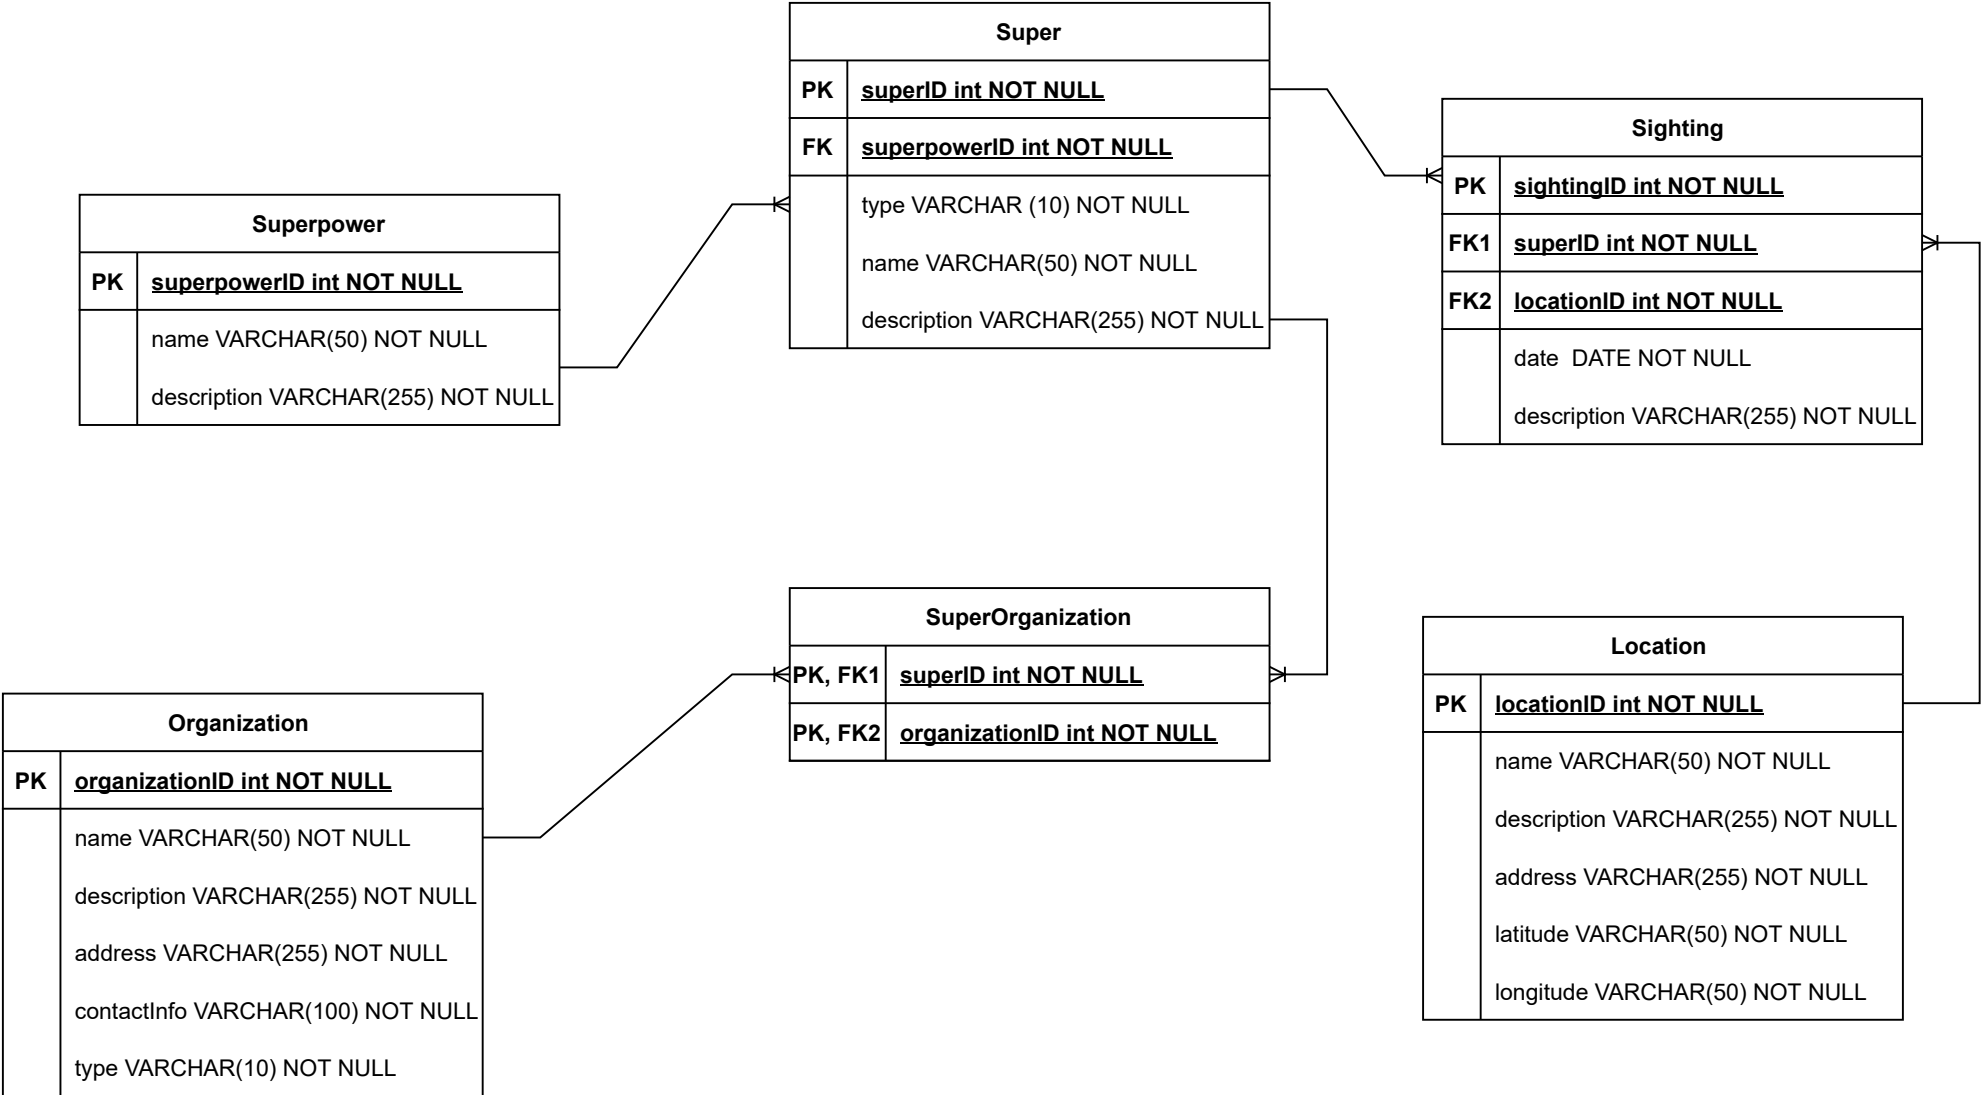 Super
PK superID int NOT NULL
FK superpowerID int NOT NULL
type VARCHAR (10) NOT NULL
name VARCHAR(50) NOT NULL
description VARCHAR(255) NOT NULL
Sighting
PK sightingID int NOT NULL
FK1 superID int NOT NULL
FK2 locationID int NOT NULL
date  DATE NOT NULL
description VARCHAR(255) NOT NULL
Superpower
PK superpowerID int NOT NULL
name VARCHAR(50) NOT NULL
description VARCHAR(255) NOT NULL
SuperOrganization
PK, FK1 superID int NOT NULL
PK, FK2 organizationID int NOT NULL
Location
PK locationID int NOT NULL
name VARCHAR(50) NOT NULL
description VARCHAR(255) NOT NULL
address VARCHAR(255) NOT NULL
latitude VARCHAR(50) NOT NULL
longitude VARCHAR(50) NOT NULL
Organization
PK organizationID int NOT NULL
name VARCHAR(50) NOT NULL
description VARCHAR(255) NOT NULL
address VARCHAR(255) NOT NULL
contactInfo VARCHAR(100) NOT NULL
type VARCHAR(10) NOT NULL